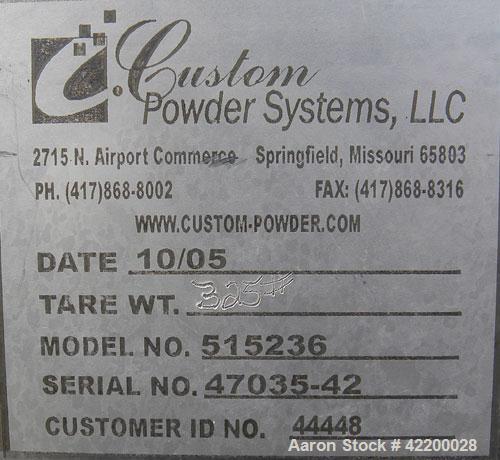 Custom
Powder Systems, LLC
2715 N. Airport Commerce Springfield, Missouri 65803
PH. (417)868-8002 FAX: (417)868-8316
WWW.CUSTOM-POWDER.COM
DATE 10/05
TARE WT. 325#
MODEL NO. 515236
SERIAL NO. 47035-42
CUSTOMER ID NO. 44448
Aaron Stock # 42200028